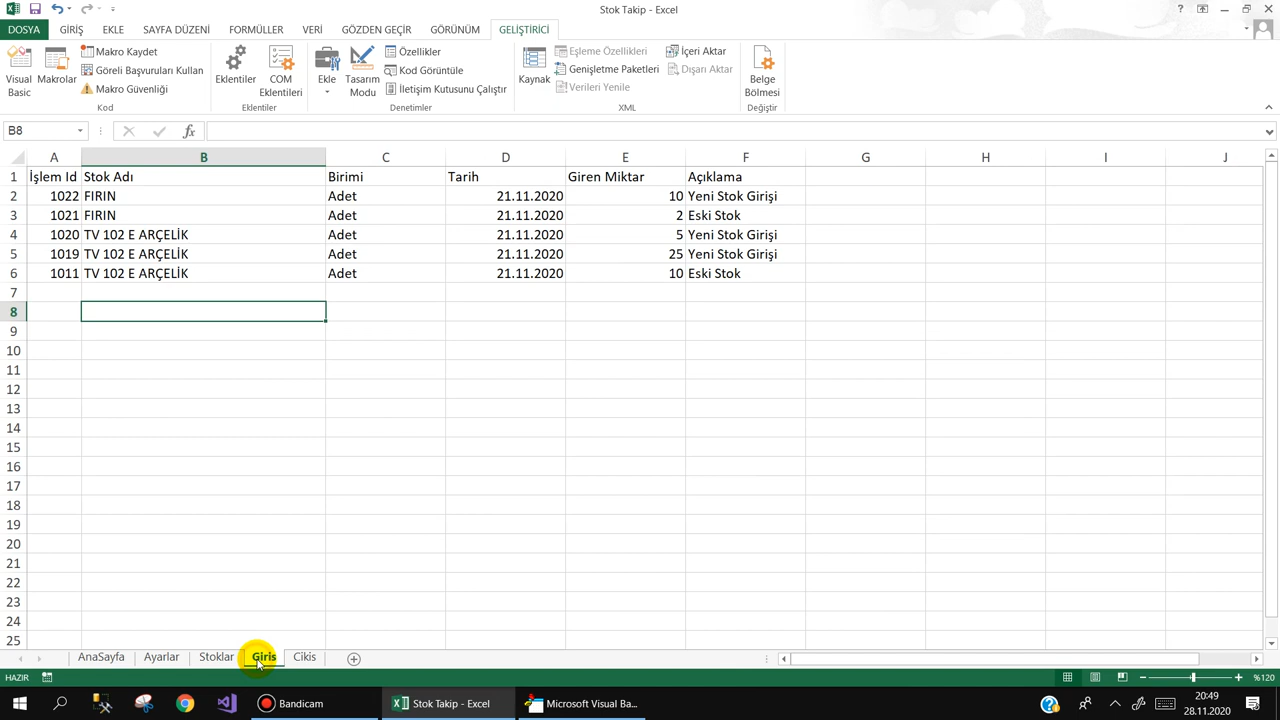 Stok Takip - Excel
DOSYA GİRİŞ EKLE SAYFA DÜZENİ FORMÜLLER VERİ GÖZDEN GEÇİR GÖRÜNÜM GELİŞTİRİCİ
Visual Basic
Makrolar
Makro Kaydet
Göreli Başvuruları Kullan
Makro Güvenliği
Kod
Eklentiler
COM Eklentileri
Eklentiler
Ekle
Tasarım Modu
Özellikler
Kod Görüntüle
İletişim Kutusunu Çalıştır
Denetimler
Kaynak
Eşleme Özellikleri
Genişletme Paketleri
Verileri Yenile
İçeri Aktar
Dışarı Aktar
XML
Belge Bölmesi
Değiştir
B8 fx
A B C D E F G H I J
1 İşlem Id Stok Adı Birimi Tarih Giren Miktar Açıklama
2 1022 FIRIN Adet 21.11.2020 10 Yeni Stok Girişi
3 1021 FIRIN Adet 21.11.2020 2 Eski Stok
4 1020 TV 102 E ARÇELİK Adet 21.11.2020 5 Yeni Stok Girişi
5 1019 TV 102 E ARÇELİK Adet 21.11.2020 25 Yeni Stok Girişi
6 1011 TV 102 E ARÇELİK Adet 21.11.2020 10 Eski Stok
7
8
9
10
11
12
13
14
15
16
17
18
19
20
21
22
23
24
25
AnaSayfa Ayarlar Stoklar Giris Cikis
HAZIR %120
Bandicam Stok Takip - Excel Microsoft Visual Ba... 20:49
28.11.2020